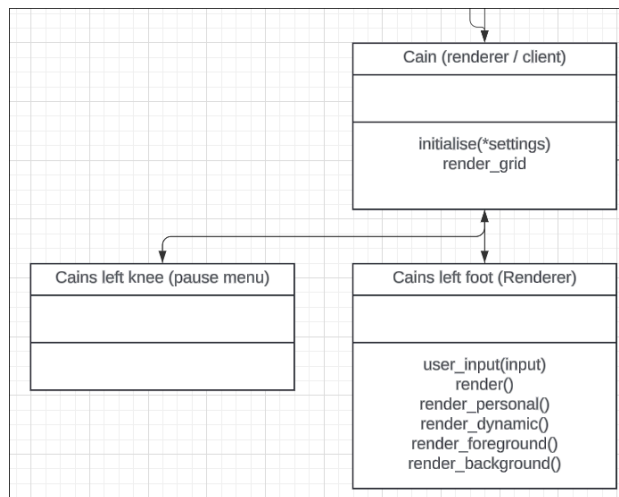 Cain (renderer / client)
initialise(*settings)
render_grid
Cains left knee (pause menu)
Cains left foot (Renderer)
user_input(input)
render()
render_personal()
render_dynamic()
render_foreground()
render_background()